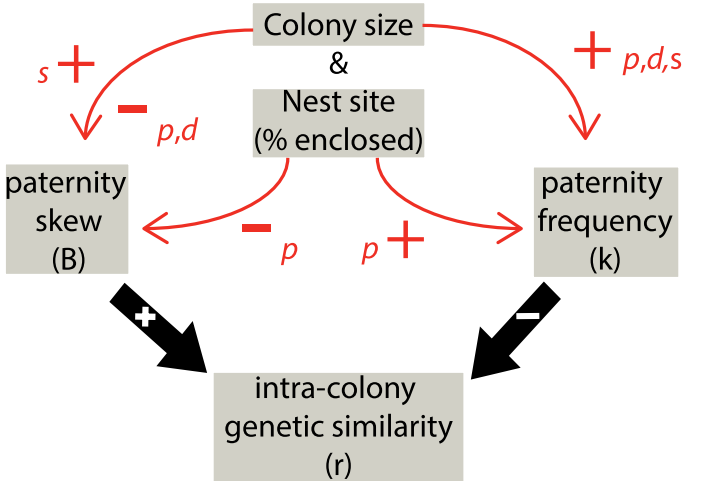 Colony size
&
Nest site
(% enclosed)
s +
− p,d
+ p,d,s
paternity
skew
(B)
− p
p +
paternity
frequency
(k)
+
−
intra-colony
genetic similarity
(r)